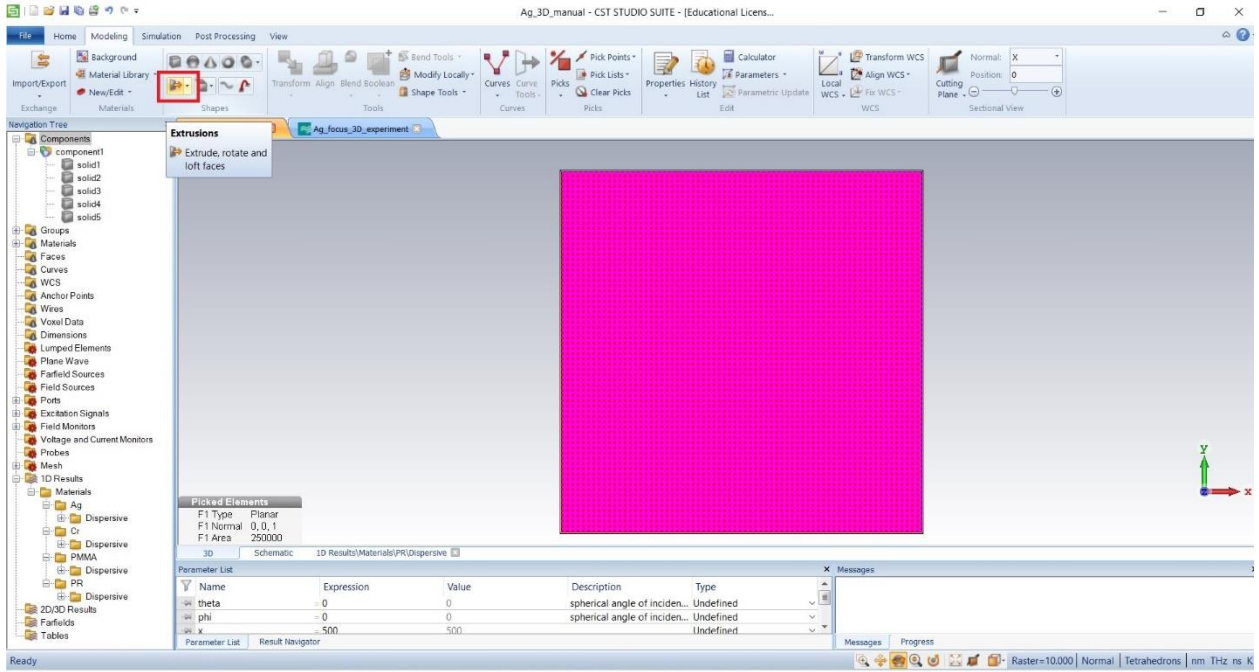 Ag_3D_manual - CST STUDIO SUITE - [Educational Licens...
File Home Modeling Simulation Post Processing View
Import/Export
Background
Material Library
New/Edit
Exchange
Materials
Shapes
Transform Align Blend Boolean
Bend Tools
Modify Locally
Shape Tools
Tools
Curves
Curve Tools
Curves
Picks
Pick Points
Pick Lists
Clear Picks
Picks
Properties
History List
Calculator
Parameters
Parametric Update
Edit
Local WCS
Transform WCS
Align WCS
Fix WCS
WCS
Cutting Plane
Normal: X
Position: 0
Sectional View
Navigation Tree
Extrusions
Extrude, rotate and
loft faces
Ag_focus_3D_experiment
Components
component1
solid1
solid2
solid3
solid4
solid5
Groups
Materials
Faces
Curves
WCS
Anchor Points
Wires
Voxel Data
Dimensions
Lumped Elements
Plane Wave
Farfield Sources
Field Sources
Ports
Excitation Signals
Field Monitors
Voltage and Current Monitors
Probes
Mesh
1D Results
Materials
Ag
Dispersive
Cr
Dispersive
PMMA
Dispersive
PR
Dispersive
2D/3D Results
Farfields
Tables
Y
x
Picked Elements
F1 Type Planar
F1 Normal 0, 0, 1
F1 Area 250000
3D Schematic 1D Results\Materials\PR\Dispersive
Parameter List
Name Expression Value Description Type
theta = 0 0 spherical angle of inciden... Undefined
phi = 0 0 spherical angle of inciden... Undefined
x = 500 500 Undefined
Parameter List Result Navigator
Messages
Messages Progress
Ready
Raster=10.000 Normal Tetrahedrons nm THz ns K